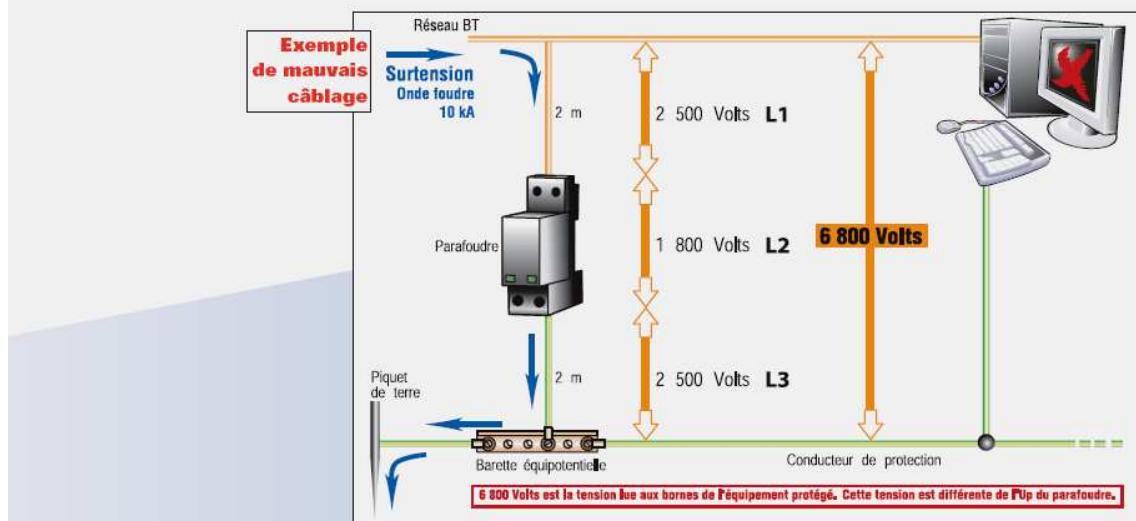 Réseau BT
Exemple
de mauvais
câblage
Surtension
Onde foudre
10 kA
2 m
2 500 Volts L1
Parafoudre
1 800 Volts L2
6 800 Volts
2 m
2 500 Volts L3
Piquet
de terre
Barette équipotentielle
Conducteur de protection
6 800 Volts est la tension lue aux bornes de l'équipement protégé. Cette tension est différente de l'Up du parafoudre.